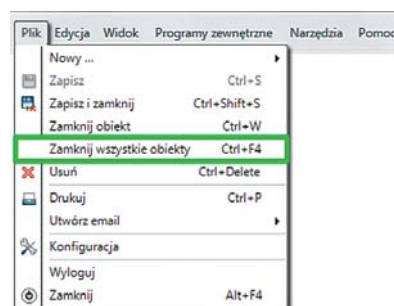 Plik Edycja Widok Programy zewnętrzne Narzędzia Pomoc
Nowy ...
Zapisz Ctrl+S
Zapisz i zamknij Ctrl+Shift+S
Zamknij obiekt Ctrl+W
Zamknij wszystkie obiekty Ctrl+F4
Usuń Ctrl+Delete
Drukuj Ctrl+P
Utwórz email
Konfiguracja
Wyloguj
Zamknij Alt+F4